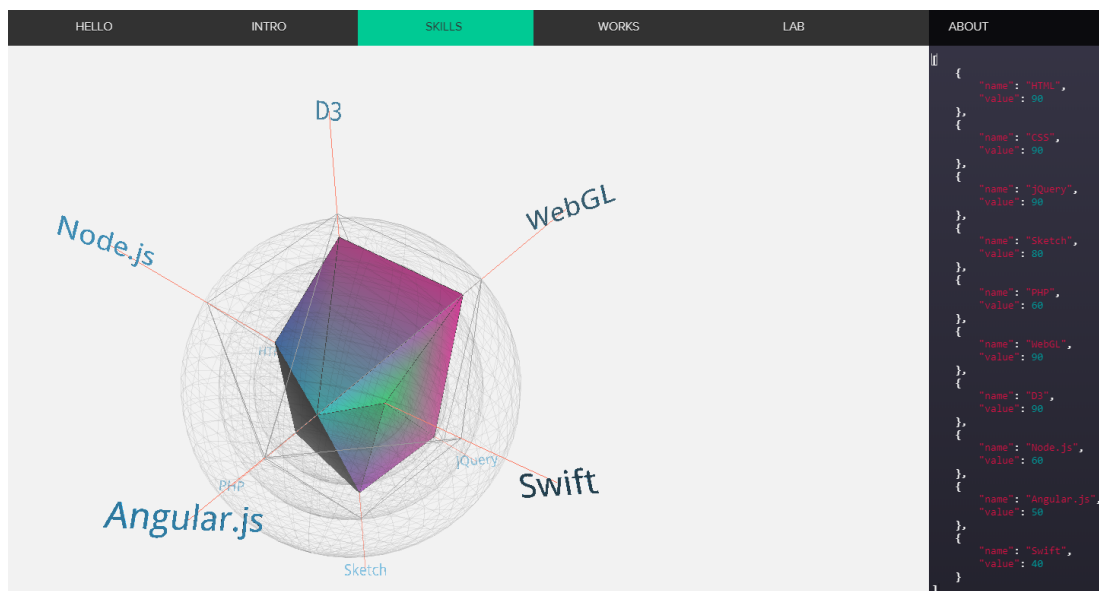 HELLO INTRO SKILLS WORKS LAB ABOUT
D3
WebGL
Node.js
jQuery
Swift
PHP
Angular.js
Sketch
[
{
"name": "HTML",
"value": 90
},
{
"name": "CSS",
"value": 90
},
{
"name": "jQuery",
"value": 90
},
{
"name": "Sketch",
"value": 80
},
{
"name": "PHP",
"value": 60
},
{
"name": "WebGL",
"value": 90
},
{
"name": "D3",
"value": 90
},
{
"name": "Node.js",
"value": 60
},
{
"name": "Angular.js",
"value": 50
},
{
"name": "Swift",
"value": 40
}
]